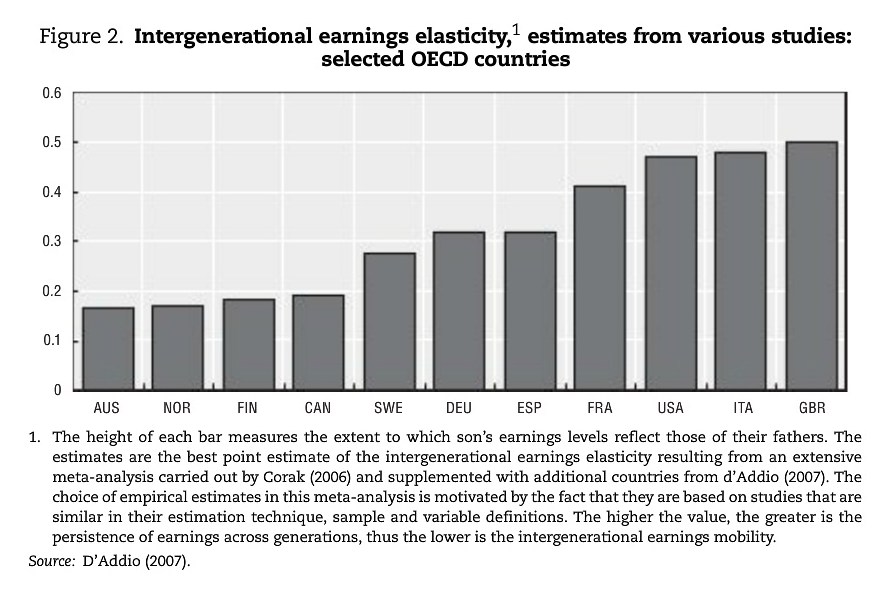 Figure 2. Intergenerational earnings elasticity,1 estimates from various studies:
selected OECD countries
0.6
0.5
0.4
0.3
0.2
0.1
0
AUS NOR FIN CAN SWE DEU ESP FRA USA ITA GBR
1. The height of each bar measures the extent to which son's earnings levels reflect those of their fathers. The
estimates are the best point estimate of the intergenerational earnings elasticity resulting from an extensive
meta-analysis carried out by Corak (2006) and supplemented with additional countries from d'Addio (2007). The
choice of empirical estimates in this meta-analysis is motivated by the fact that they are based on studies that are
similar in their estimation technique, sample and variable definitions. The higher the value, the greater is the
persistence of earnings across generations, thus the lower is the intergenerational earnings mobility.
Source: D'Addio (2007).